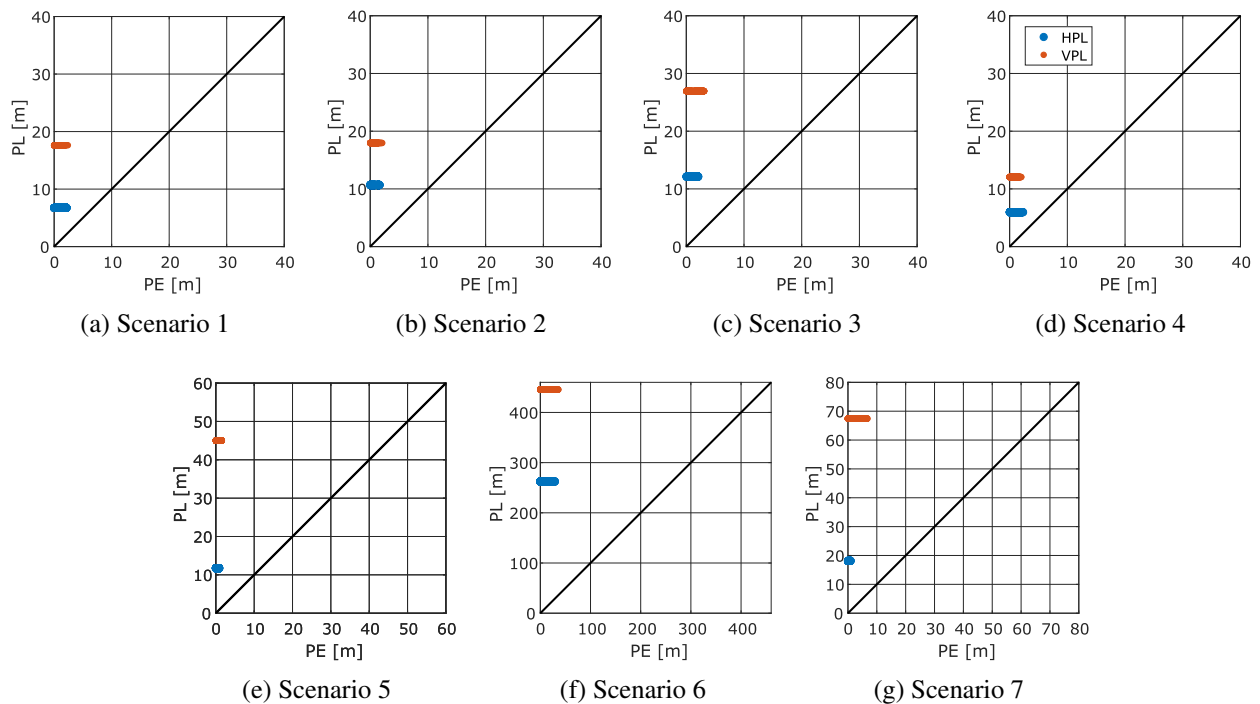 PL [m]
40
30
20
10
0
0 10 20 30 40
PE [m]
(a) Scenario 1
PL [m]
40
30
20
10
0
0 10 20 30 40
PE [m]
(b) Scenario 2
PL [m]
40
30
20
10
0
0 10 20 30 40
PE [m]
(c) Scenario 3
PL [m]
40
30
20
10
0
HPL
VPL
0 10 20 30 40
PE [m]
(d) Scenario 4
PL [m]
60
50
40
30
20
10
0
0 10 20 30 40 50 60
PE [m]
(e) Scenario 5
PL [m]
400
300
200
100
0
0 100 200 300 400
PE [m]
(f) Scenario 6
PL [m]
80
70
60
50
40
30
20
10
0
0 10 20 30 40 50 60 70 80
PE [m]
(g) Scenario 7